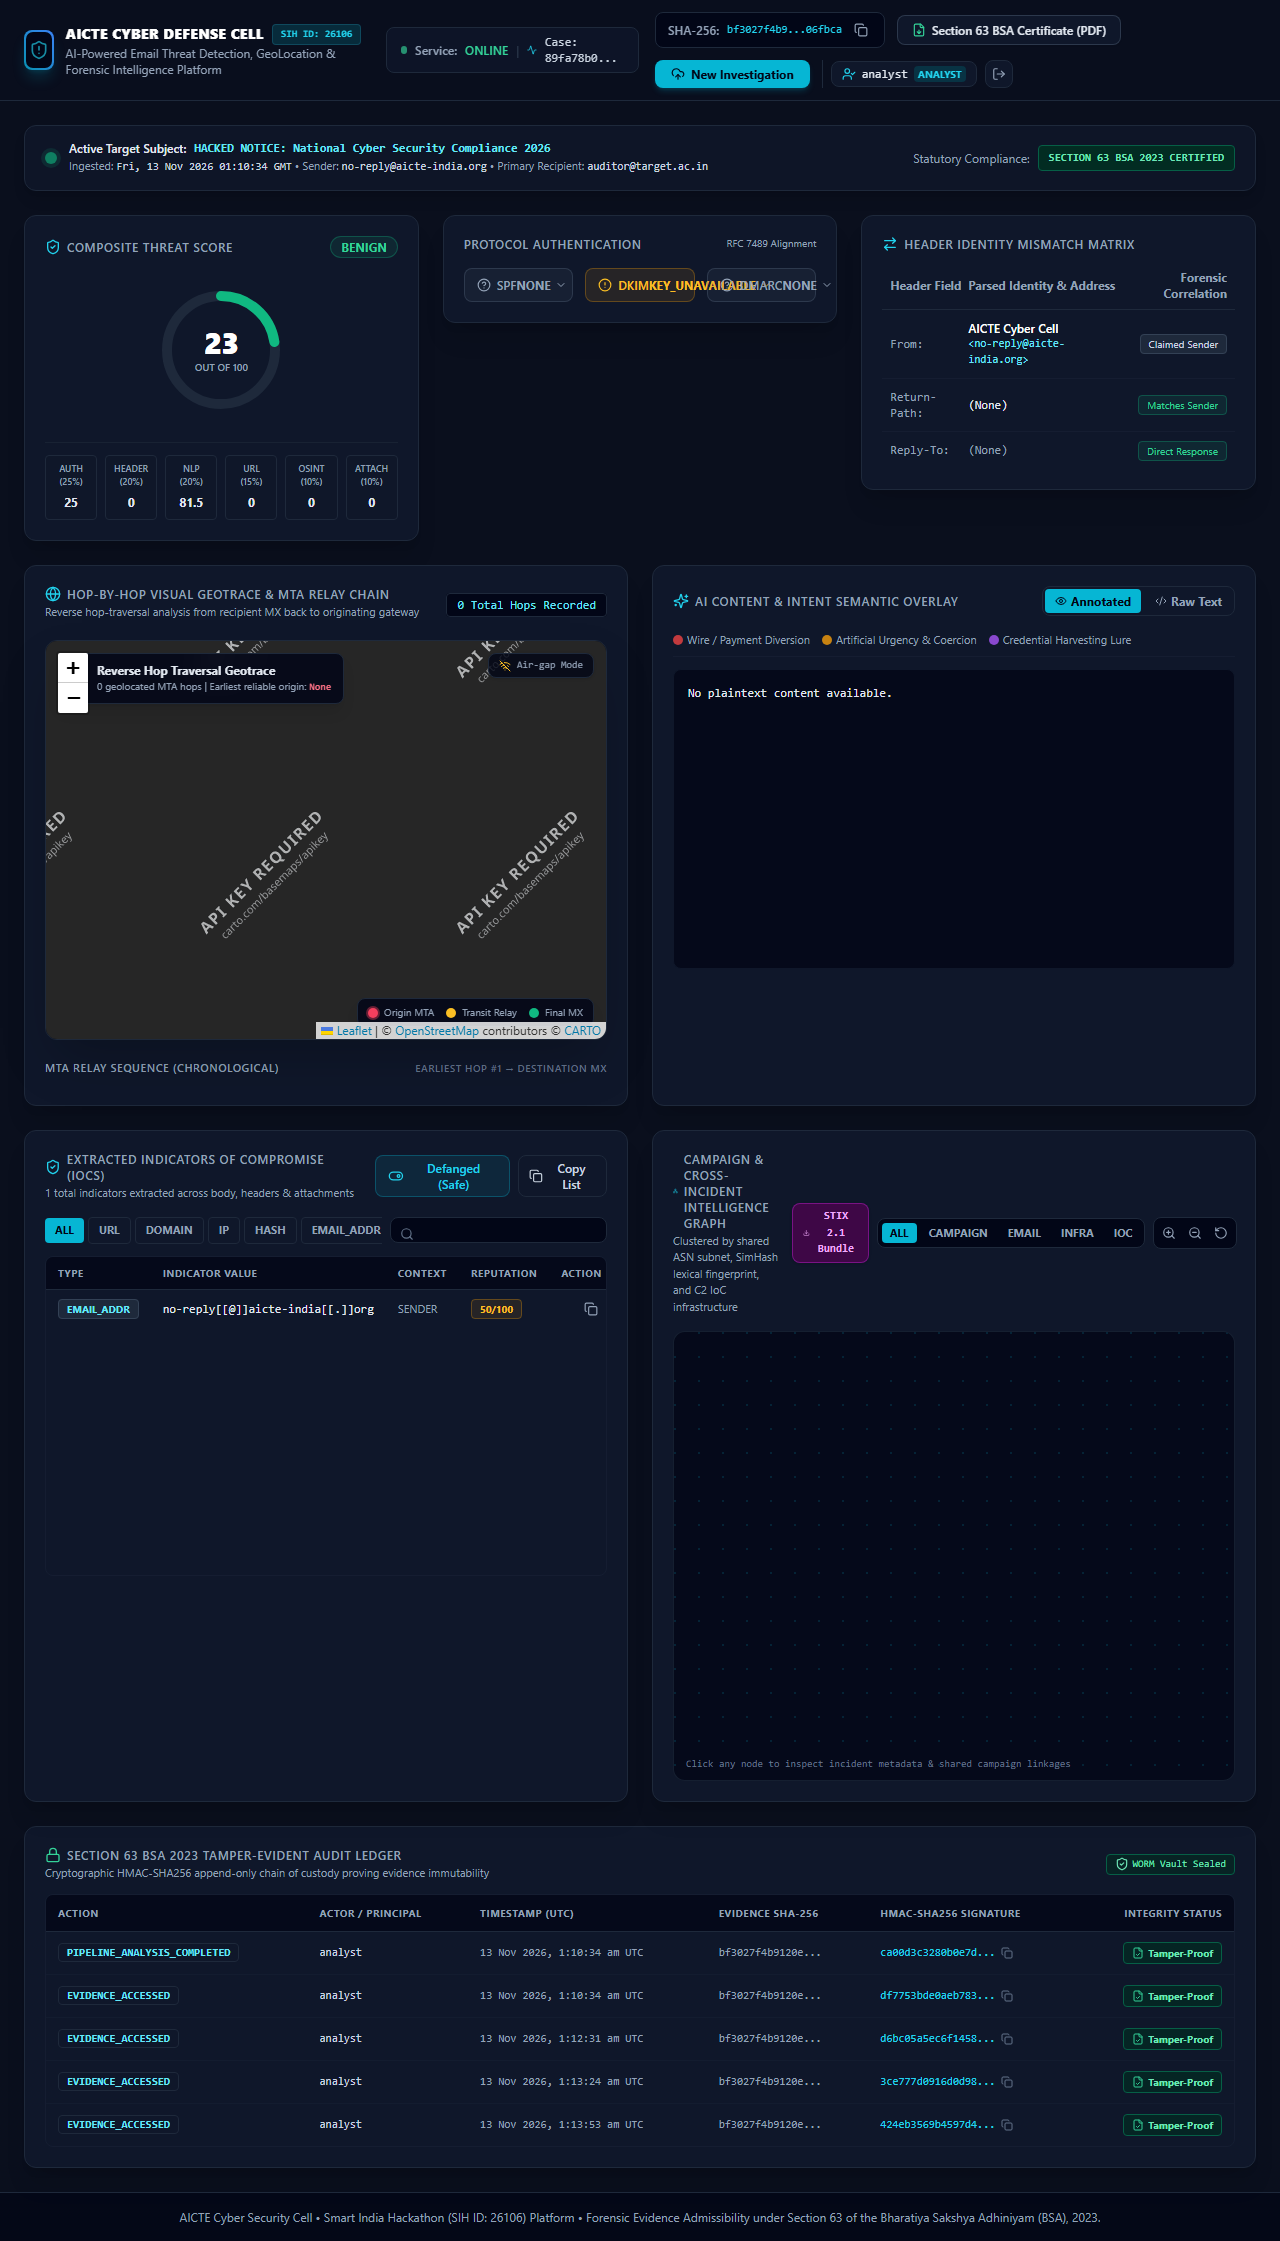 AICTE CYBER DEFENSE CELL SIH ID: 26106
AI-Powered Email Threat Detection, GeoLocation &
Forensic Intelligence Platform
Service: ONLINE
Case:
89fa78b0...
SHA-256: bf3027f4b9...06fbca
Section 63 BSA Certificate (PDF)
New Investigation
analyst ANALYST
Active Target Subject: HACKED NOTICE: National Cyber Security Compliance 2026
Ingested: Fri, 13 Nov 2026 01:10:34 GMT • Sender: no-reply@aicte-india.org • Primary Recipient: auditor@target.ac.in
Statutory Compliance: SECTION 63 BSA 2023 CERTIFIED
COMPOSITE THREAT SCORE
BENIGN
23
OUT OF 100
AUTH (25%) 25
HEADER (20%) 0
NLP (20%) 81.5
URL (15%) 0
OSINT (10%) 0
ATTACH (10%) 0
PROTOCOL AUTHENTICATION
RFC 7489 Alignment
SPFNONE
DKIMKEY_UNAVAILABLE
DMARCNONE
HEADER IDENTITY MISMATCH MATRIX
Header Field Parsed Identity & Address Forensic Correlation
From: AICTE Cyber Cell <no-reply@aicte-india.org> Claimed Sender
Return-Path: (None) Matches Sender
Reply-To: (None) Direct Response
HOP-BY-HOP VISUAL GEOTRACE & MTA RELAY CHAIN
Reverse hop-traversal analysis from recipient MX back to originating gateway
0 Total Hops Recorded
+
−
Reverse Hop Traversal Geotrace
0 geolocated MTA hops | Earliest reliable origin: None
Air-gap Mode
API KEY REQUIRED
carto.com/basemaps/apikey
API KEY REQUIRED
carto.com/basemaps/apikey
Origin MTA Transit Relay Final MX
Leaflet | © OpenStreetMap contributors © CARTO
MTA RELAY SEQUENCE (CHRONOLOGICAL)
EARLIEST HOP #1 → DESTINATION MX
AI CONTENT & INTENT SEMANTIC OVERLAY
Annotated
Raw Text
Wire / Payment Diversion Artificial Urgency & Coercion Credential Harvesting Lure
No plaintext content available.
EXTRACTED INDICATORS OF COMPROMISE
(IOCS)
1 total indicators extracted across body, headers & attachments
Defanged
(Safe)
Copy
List
ALL URL DOMAIN IP HASH EMAIL_ADDR
TYPE INDICATOR VALUE CONTEXT REPUTATION ACTION
EMAIL_ADDR no-reply[[@]]aicte-india[[.]]org SENDER 50/100
CAMPAIGN &
CROSS-
INCIDENT
INTELLIGENCE
GRAPH
Clustered by shared
ASN subnet, SimHash
lexical fingerprint,
and C2 IoC
infrastructure
STIX
2.1
Bundle
ALL CAMPAIGN EMAIL INFRA IOC
Click any node to inspect incident metadata & shared campaign linkages
SECTION 63 BSA 2023 TAMPER-EVIDENT AUDIT LEDGER
Cryptographic HMAC-SHA256 append-only chain of custody proving evidence immutability
WORM Vault Sealed
ACTION ACTOR / PRINCIPAL TIMESTAMP (UTC) EVIDENCE SHA-256 HMAC-SHA256 SIGNATURE INTEGRITY STATUS
PIPELINE_ANALYSIS_COMPLETED analyst 13 Nov 2026, 1:10:34 am UTC bf3027f4b9120e... ca00d3c3280b0e7d... Tamper-Proof
EVIDENCE_ACCESSED analyst 13 Nov 2026, 1:10:34 am UTC bf3027f4b9120e... df7753bde0aeb783... Tamper-Proof
EVIDENCE_ACCESSED analyst 13 Nov 2026, 1:12:31 am UTC bf3027f4b9120e... d6bc05a5ec6f1458... Tamper-Proof
EVIDENCE_ACCESSED analyst 13 Nov 2026, 1:13:24 am UTC bf3027f4b9120e... 3ce777d0916d0d98... Tamper-Proof
EVIDENCE_ACCESSED analyst 13 Nov 2026, 1:13:53 am UTC bf3027f4b9120e... 424eb3569b4597d4... Tamper-Proof
AICTE Cyber Security Cell • Smart India Hackathon (SIH ID: 26106) Platform • Forensic Evidence Admissibility under Section 63 of the Bharatiya Sakshya Adhiniyam (BSA), 2023.